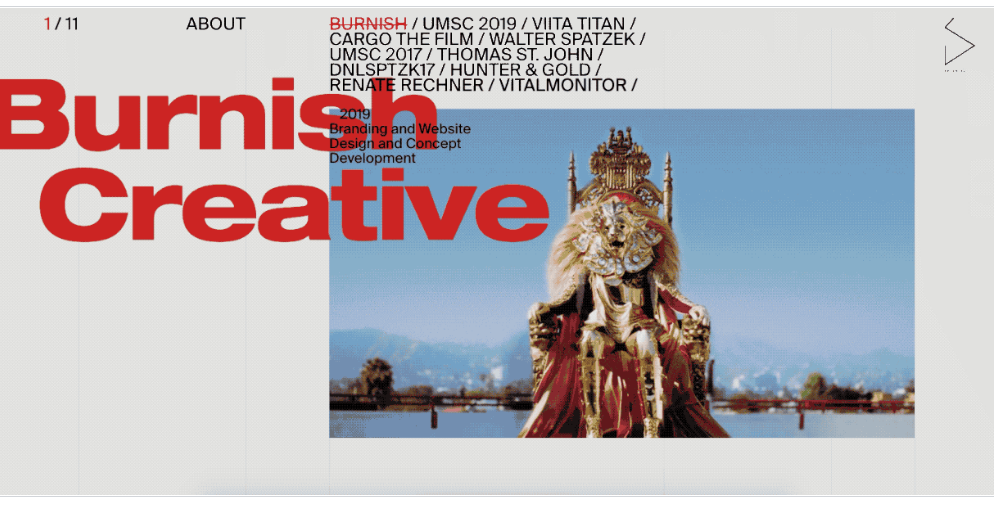 1 / 11
ABOUT
BURNISH / UMSC 2019 / VIITA TITAN /
CARGO THE FILM / WALTER SPATZEK /
UMSC 2017 / THOMAS ST. JOHN /
DNLSPTZK17 / HUNTER & GOLD /
RENATE RECHNER / VITALMONITOR /
Burnish
Creative
2019
Branding and Website
Design and Concept
Development